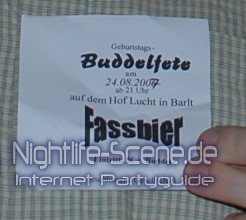 Geburtstags-
Buddelfete
am
24.08.2007
ab 21 Uhr
auf dem Hof Lucht in Barlt
Fassbier
Nightlife-Scene.de
Internet-Partyguide